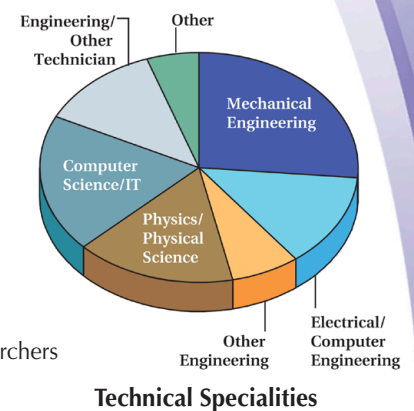 Engineering/
Other
Technician
Other
Mechanical
Engineering
Computer
Science/IT
Physics/
Physical
Science
Other
Engineering
Electrical/
Computer
Engineering
rchers
Technical Specialities